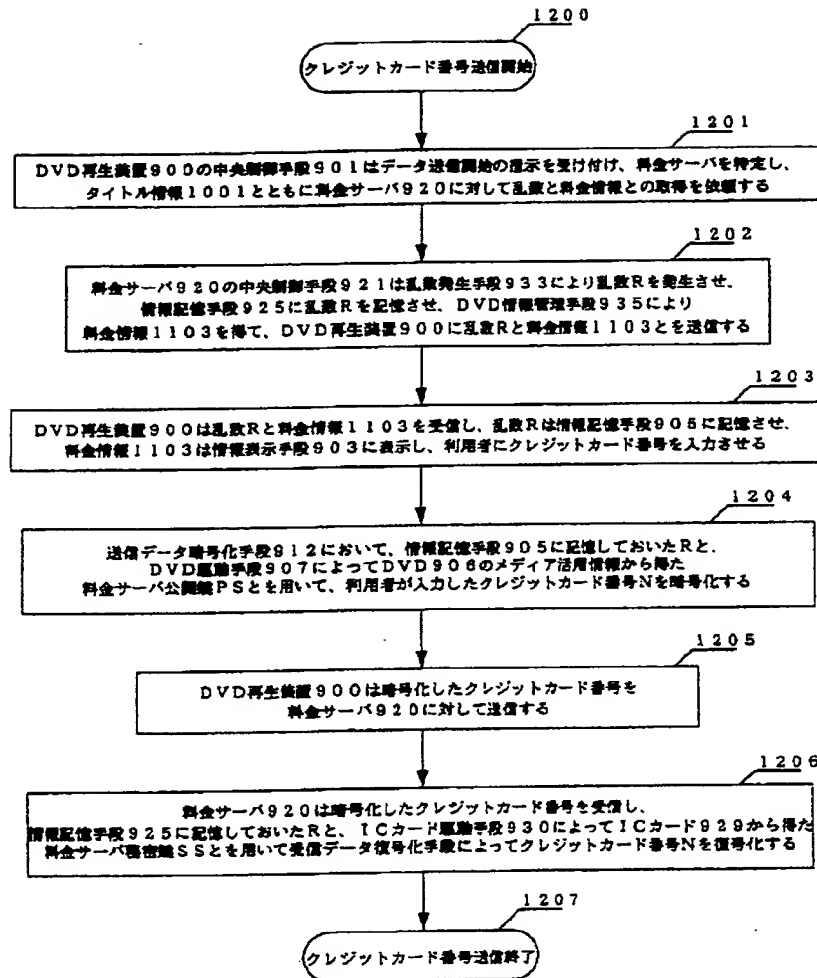 1200
クレジットカード番号送信開始
1201
DVD再生装置900の中央制御手段901はデータ送信開始の指示を受け付け、料金サーバを特定し、
タイトル情報1001とともに料金サーバ920に対して乱数と料金情報との取得を依頼する
1202
料金サーバ920の中央制御手段921は乱数発生手段933により乱数Rを発生させ、
情報記憶手段925に乱数Rを記憶させ、DVD情報管理手段935により
料金情報1103を得て、DVD再生装置900に乱数Rと料金情報1103とを送信する
1203
DVD再生装置900は乱数Rと料金情報1103を受信し、乱数Rは情報記憶手段905に記憶させ、
料金情報1103は情報表示手段903に表示し、利用者にクレジットカード番号を入力させる
1204
送信データ暗号化手段912において、情報記憶手段905に記憶しておいたRと、
DVD駆動手段907によってDVD906のメディア活用情報から得た
料金サーバ公開鍵PSとを用いて、利用者が入力したクレジットカード番号Nを暗号化する
1205
DVD再生装置900は暗号化したクレジットカード番号を
料金サーバ920に対して送信する
1206
料金サーバ920は暗号化したクレジットカード番号を受信し、
情報記憶手段925に記憶しておいたRと、ICカード駆動手段930によってICカード929から得た
料金サーバ秘密鍵SSとを用いて受信データ復号化手段によってクレジットカード番号Nを復号化する
1207
クレジットカード番号送信終了